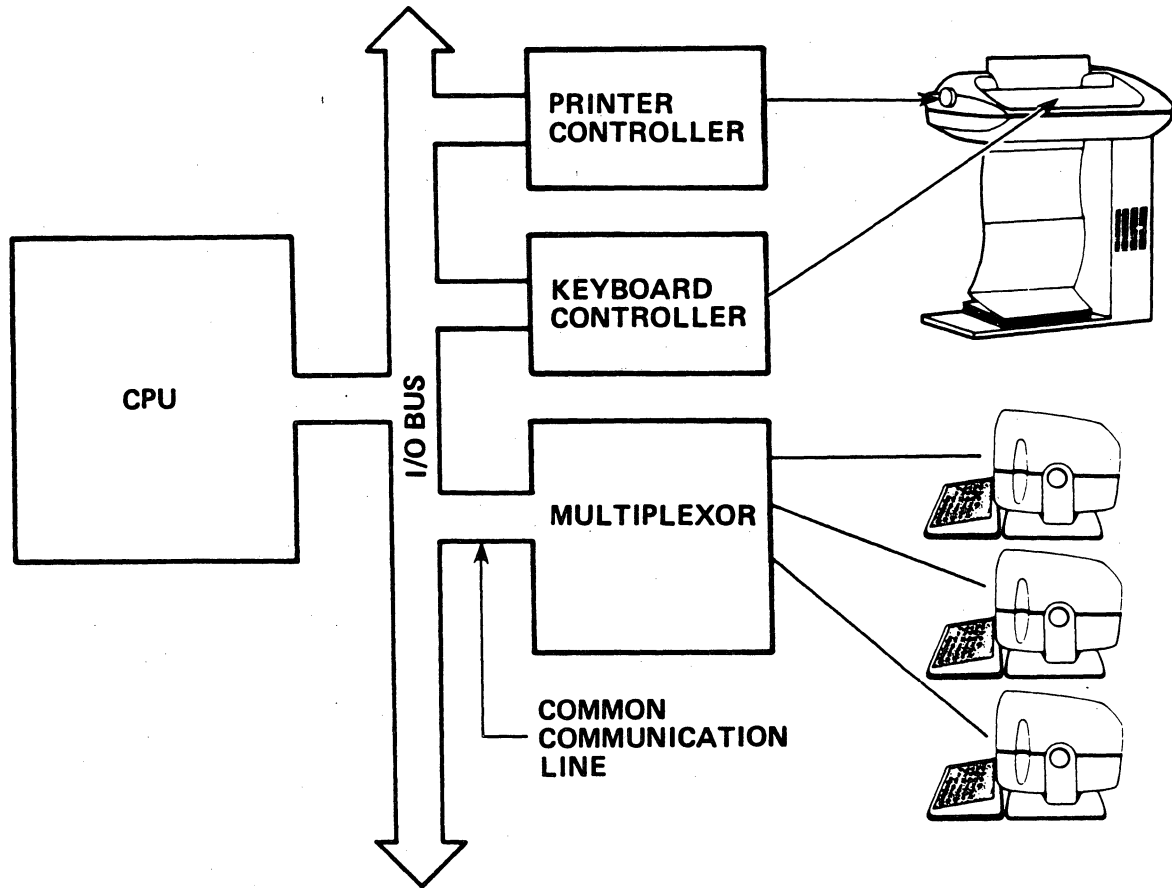 PRINTER
CONTROLLER
KEYBOARD
CONTROLLER
CPU
I/O BUS
MULTIPLEXOR
COMMON
COMMUNICATION
LINE